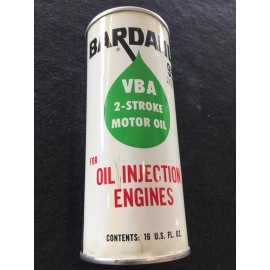 BARDAHL
VBA
2-STROKE
MOTOR OIL
FOR
OIL INJECTION
ENGINES
CONTENTS: 16 U.S. FL. OZ.